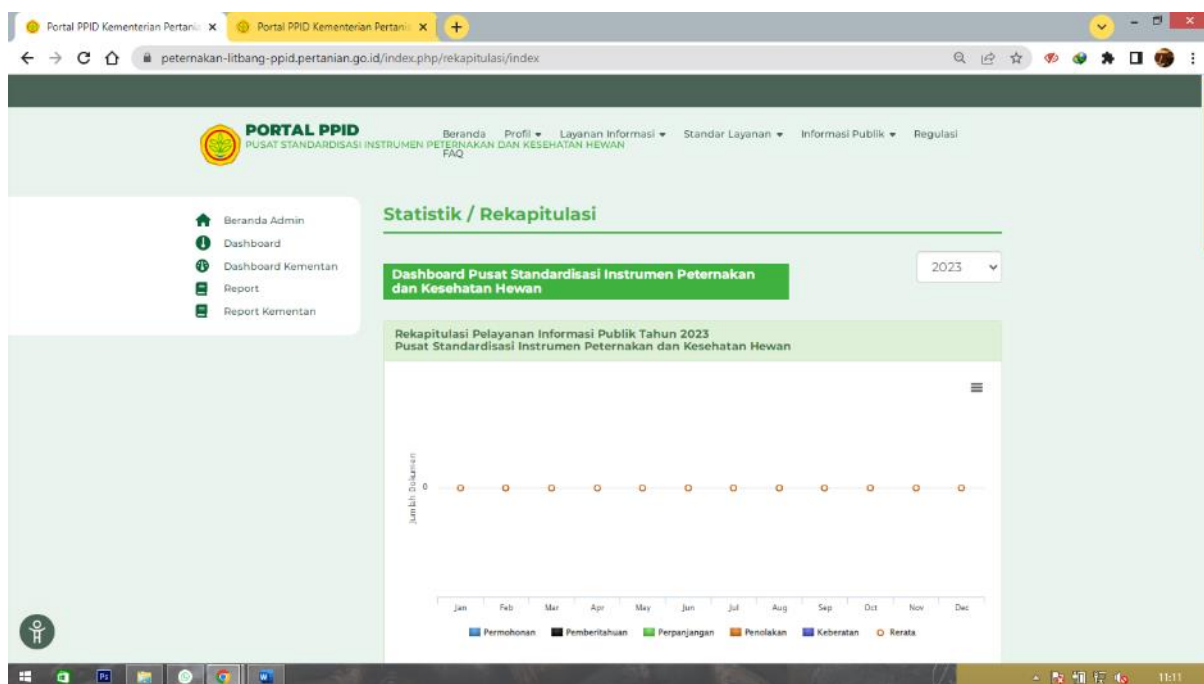 Portal PPID Kementerian Pertani
Portal PPID Kementerian Pertani
peternakan-litbang-ppid.pertanian.go.id/index.php/rekapitulasi/index
PORTAL PPID
PUSAT STANDARDISASI INSTRUMEN PETERNAKAN DAN KESEHATAN HEWAN
Beranda Profil Layanan Informasi Standar Layanan Informasi Publik Regulasi
FAQ
Beranda Admin
Dashboard
Dashboard Kementan
Report
Report Kementan
Statistik / Rekapitulasi
2023
Dashboard Pusat Standardisasi Instrumen Peternakan
dan Kesehatan Hewan
Rekapitulasi Pelayanan Informasi Publik Tahun 2023
Pusat Standardisasi Instrumen Peternakan dan Kesehatan Hewan
Jumlah Dokumen
0
Jan Feb Mar Apr May Jun Jul Aug Sep Oct Nov Dec
Permohonan Pemberitahuan Perpanjangan Penolakan Keberatan Rerata
Ps
11:11